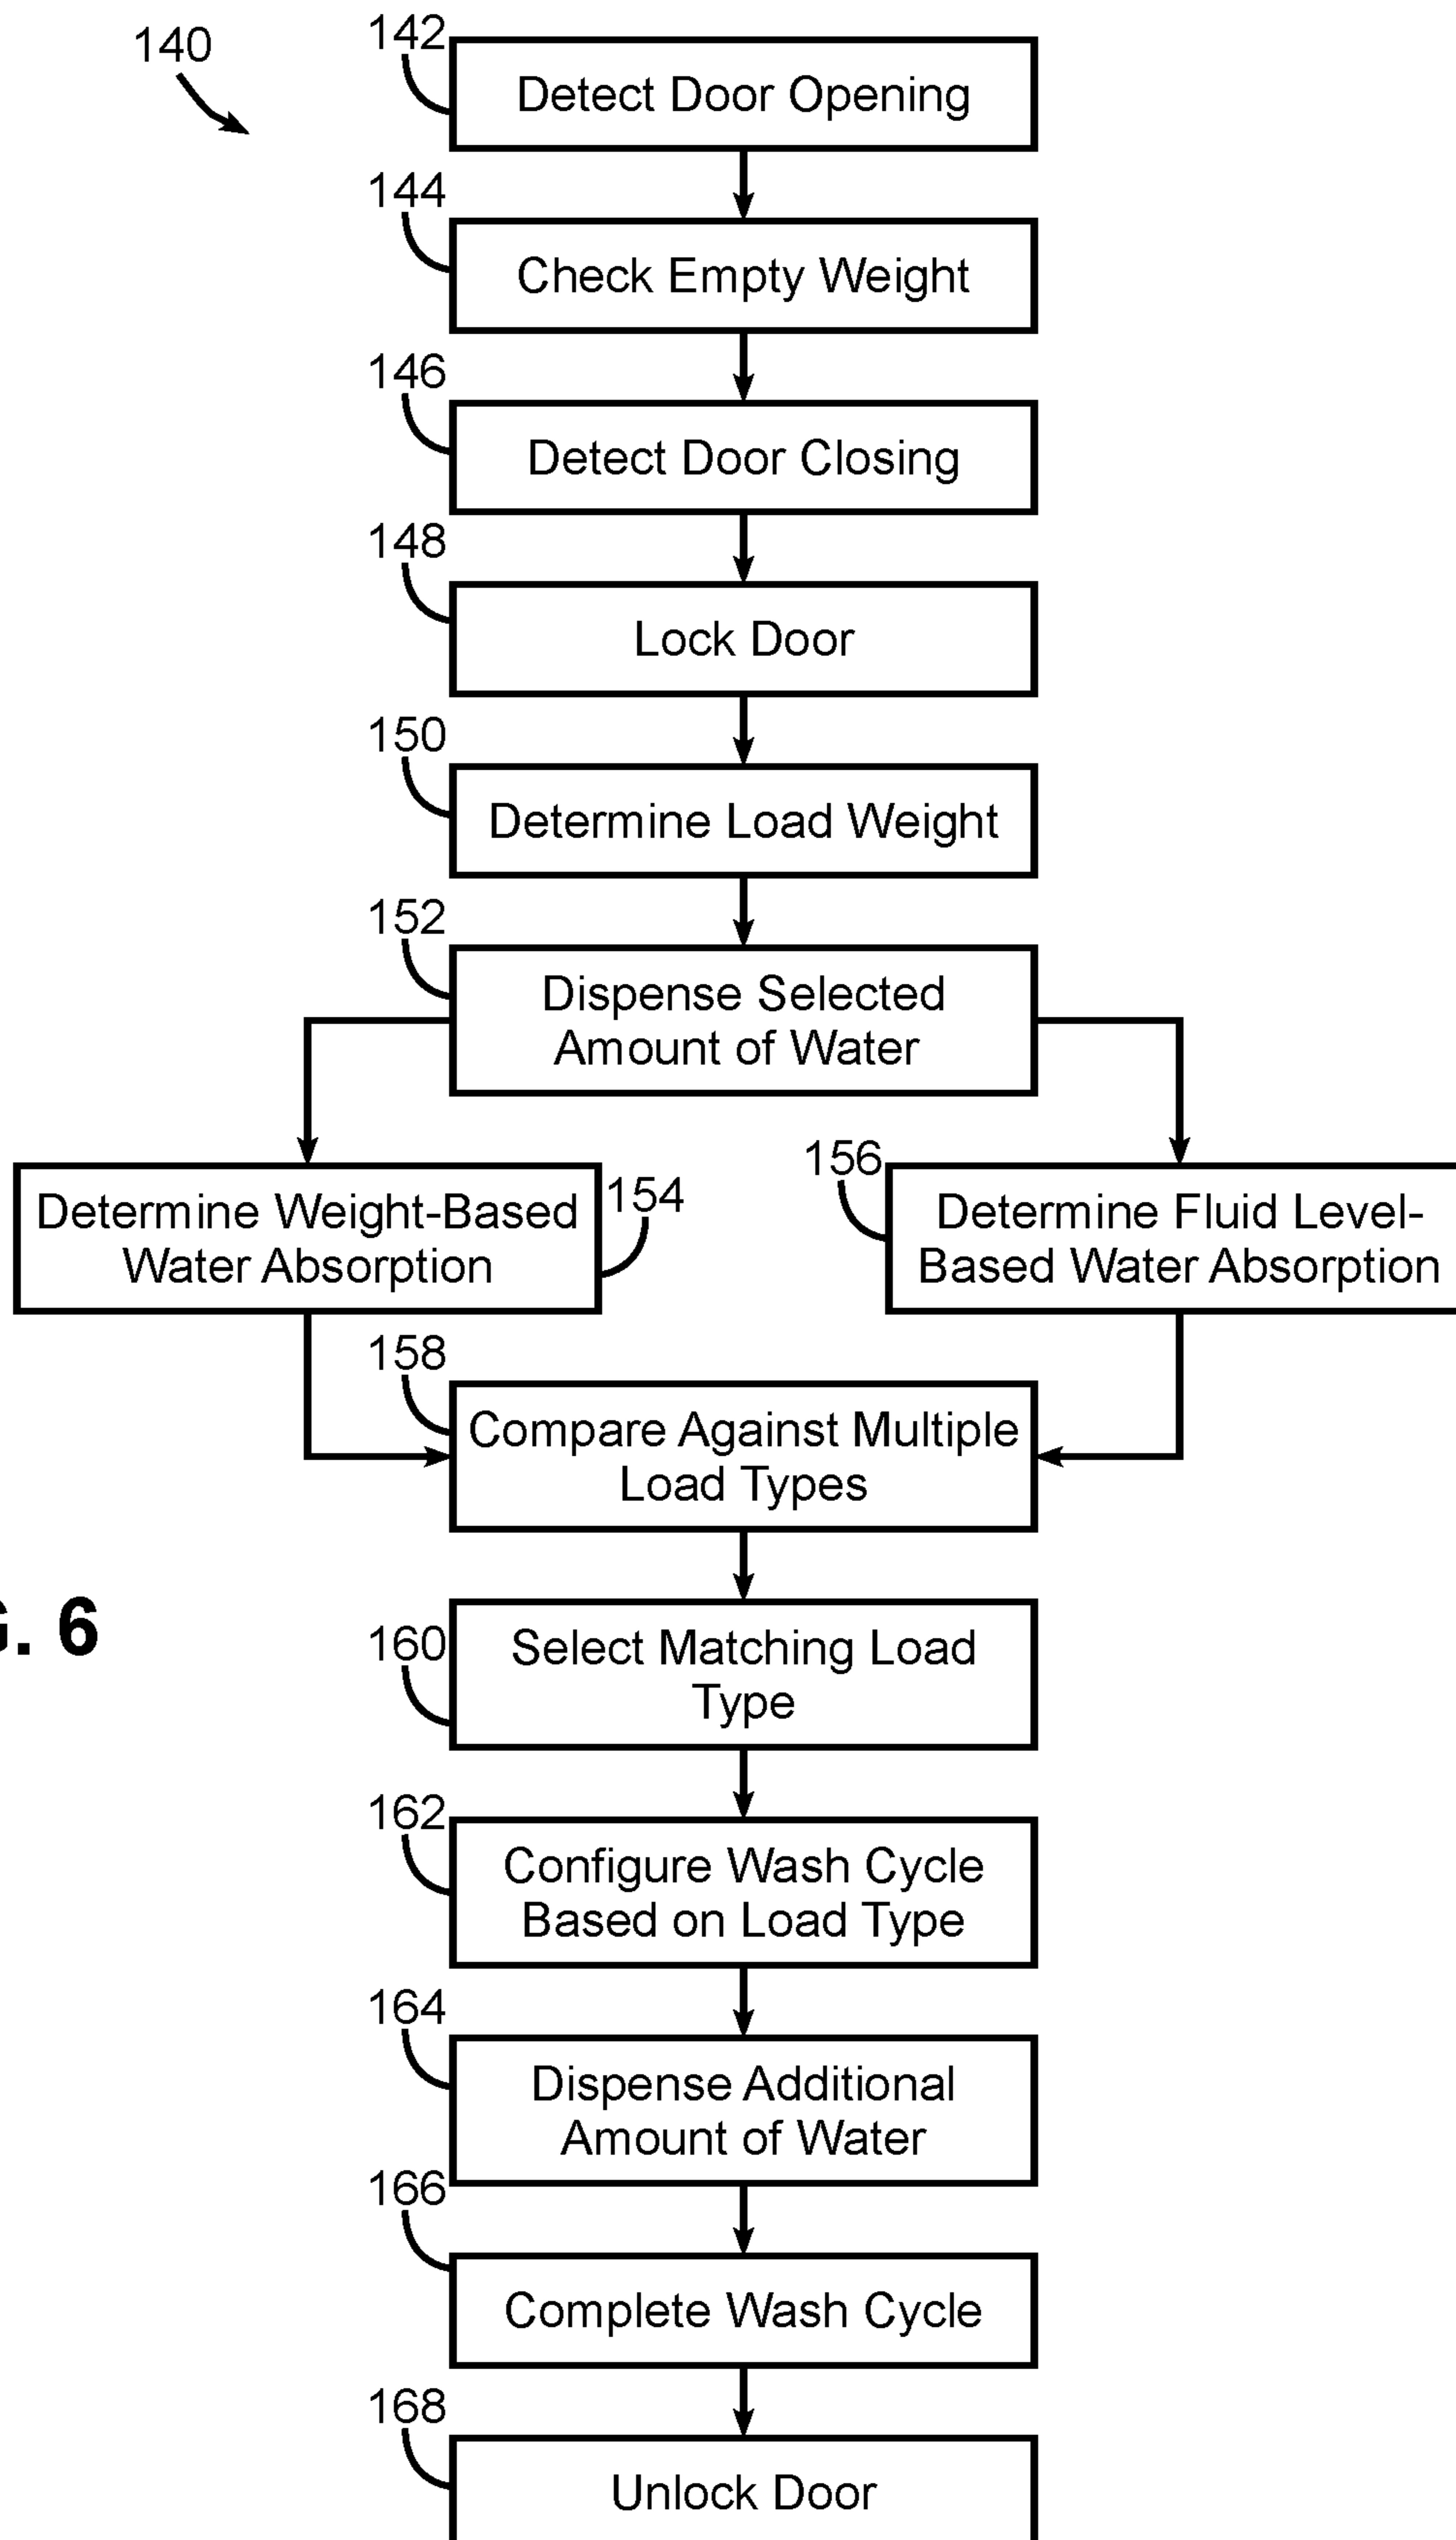 140
142
Detect Door Opening
144
Check Empty Weight
146
Detect Door Closing
148
Lock Door
150
Determine Load Weight
152
Dispense Selected
Amount of Water
154
Determine Weight-Based
Water Absorption
156
Determine Fluid Level-
Based Water Absorption
158
Compare Against Multiple
Load Types
G. 6
160
Select Matching Load
Type
162
Configure Wash Cycle
Based on Load Type
164
Dispense Additional
Amount of Water
166
Complete Wash Cycle
168
Unlock Door